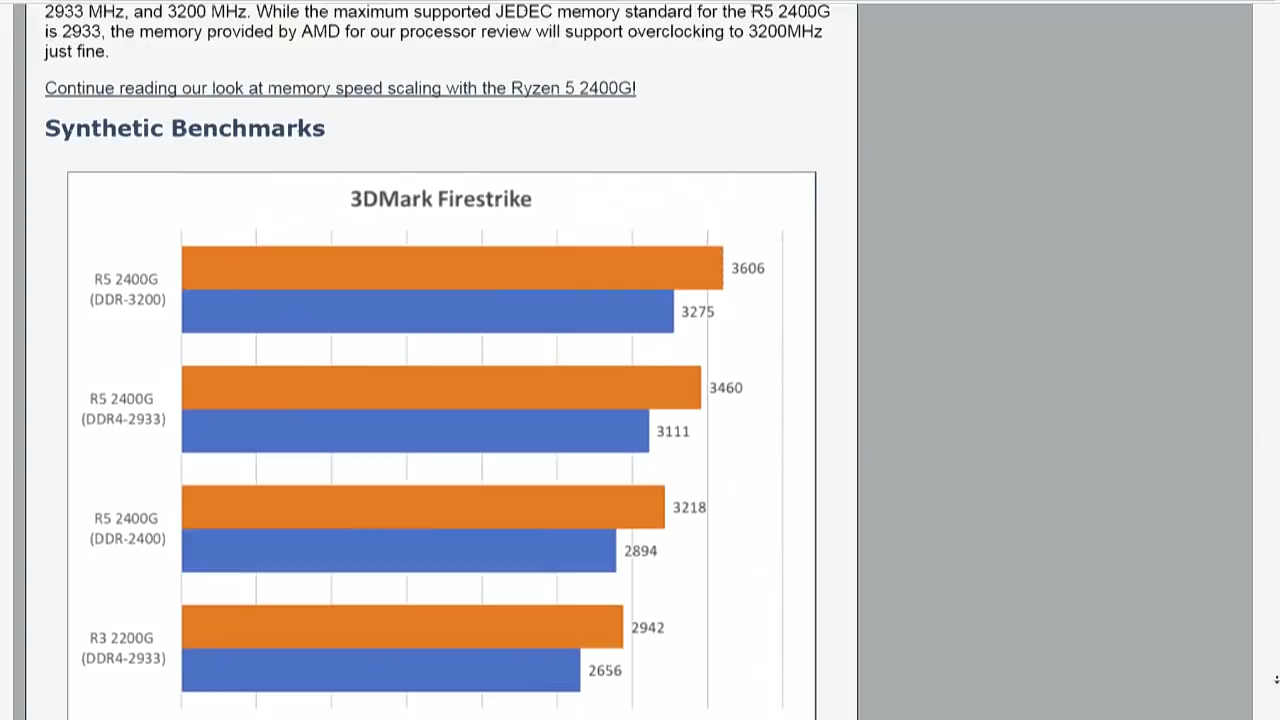 2933 MHz, and 3200 MHz. While the maximum supported JEDEC memory standard for the R5 2400G
is 2933, the memory provided by AMD for our processor review will support overclocking to 3200MHz
just fine.
Continue reading our look at memory speed scaling with the Ryzen 5 2400G!
Synthetic Benchmarks
3DMark Firestrike
R5 2400G
(DDR-3200)
3606
3275
R5 2400G
(DDR4-2933)
3460
3111
R5 2400G
(DDR-2400)
3218
2894
R3 2200G
(DDR4-2933)
2942
2656